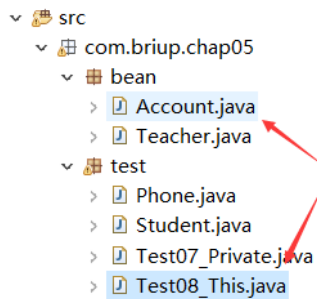 src
com.briup.chap05
bean
Account.java
Teacher.java
test
Phone.java
Student.java
Test07_Private.java
Test08_This.java